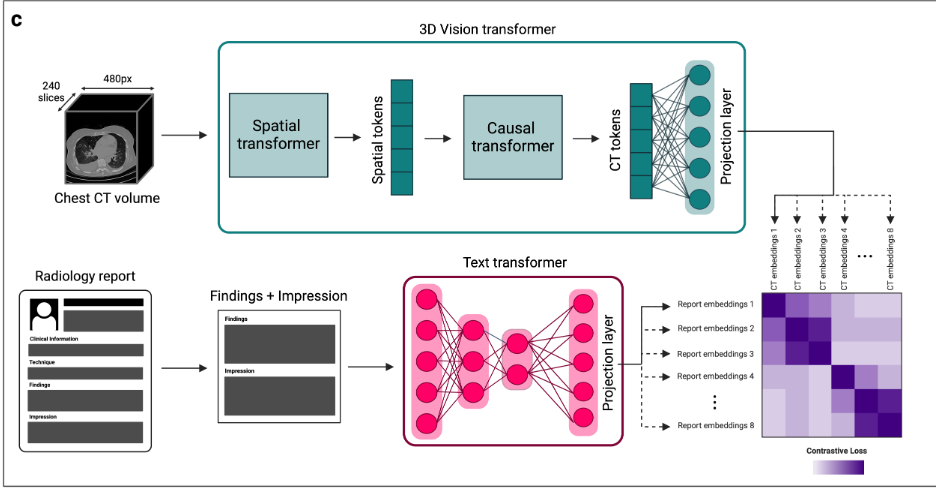 c
3D Vision transformer
240
slices
480px
Chest CT volume
Spatial
transformer
Spatial tokens
Causal
transformer
CT tokens
Projection layer
CT embeddings 1
CT embeddings 2
CT embeddings 3
CT embeddings 4
...
CT embeddings 8
Radiology report
Clinical Information
Technique
Findings
Impression
Findings + Impression
Findings
Impression
Text transformer
Projection layer
Report embeddings 1
Report embeddings 2
Report embeddings 3
Report embeddings 4
Report embeddings 8
Contrastive Loss